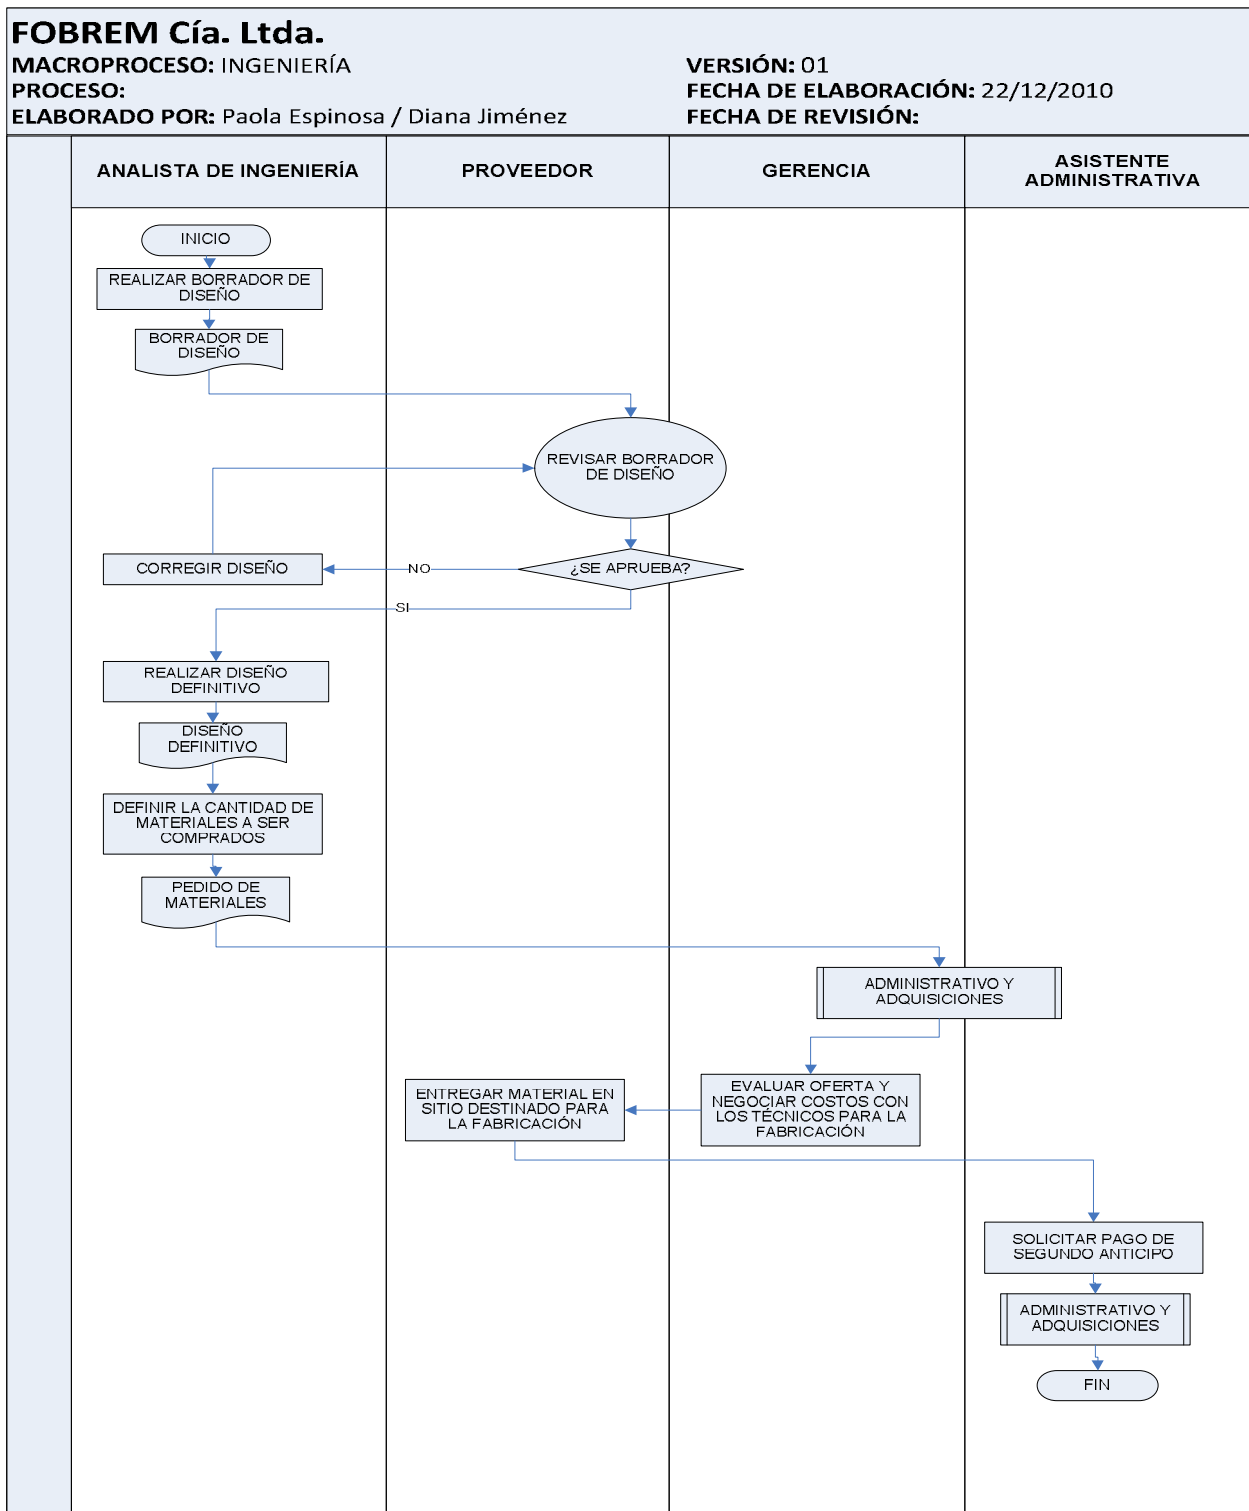 FOBREM Cía. Ltda.
MACROPROCESO: INGENIERÍA
VERSIÓN: 01
PROCESO:
FECHA DE ELABORACIÓN: 22/12/2010
ELABORADO POR: Paola Espinosa / Diana Jiménez
FECHA DE REVISIÓN:
ANALISTA DE INGENIERÍA
PROVEEDOR
GERENCIA
ASISTENTE
ADMINISTRATIVA
INICIO
REALIZAR BORRADOR DE
DISEÑO
BORRADOR DE
DISEÑO
REVISAR BORRADOR
DE DISEÑO
CORREGIR DISEÑO
NO
¿SE APRUEBA?
SI
REALIZAR DISEÑO
DEFINITIVO
DISEÑO
DEFINITIVO
DEFINIR LA CANTIDAD DE
MATERIALES A SER
COMPRADOS
PEDIDO DE
MATERIALES
ADMINISTRATIVO Y
ADQUISICIONES
ENTREGAR MATERIAL EN
SITIO DESTINADO PARA
LA FABRICACIÓN
EVALUAR OFERTA Y
NEGOCIAR COSTOS CON
LOS TÉCNICOS PARA LA
FABRICACIÓN
SOLICITAR PAGO DE
SEGUNDO ANTICIPO
ADMINISTRATIVO Y
ADQUISICIONES
FIN